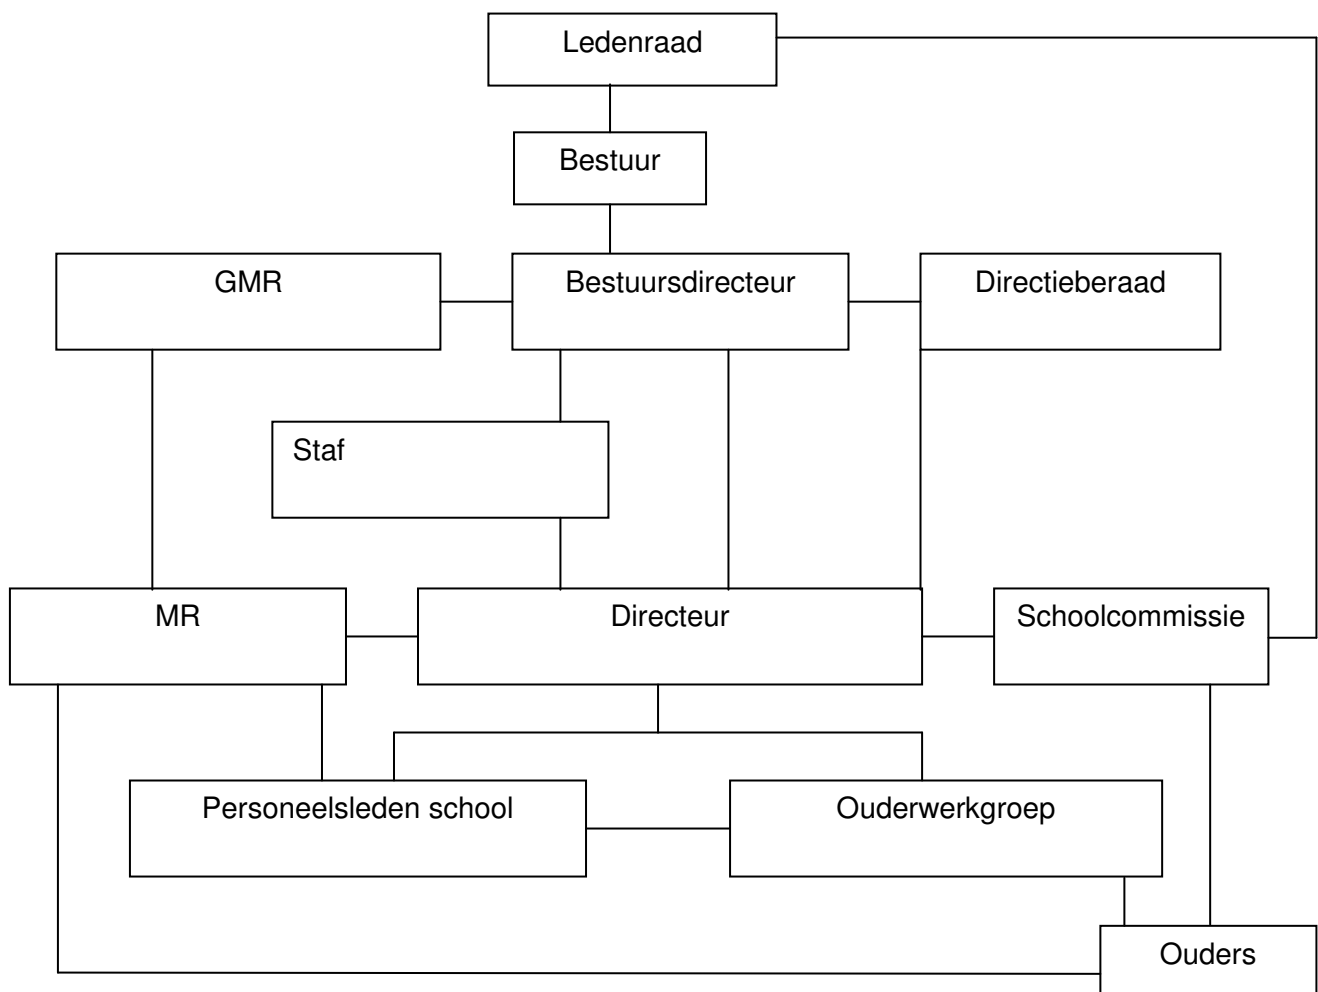 Ledenraad
Bestuur
GMR
Bestuursdirecteur
Directieberaad
Staf
MR
Directeur
Schoolcommissie
Personeelsleden school
Ouderwerkgroep
Ouders